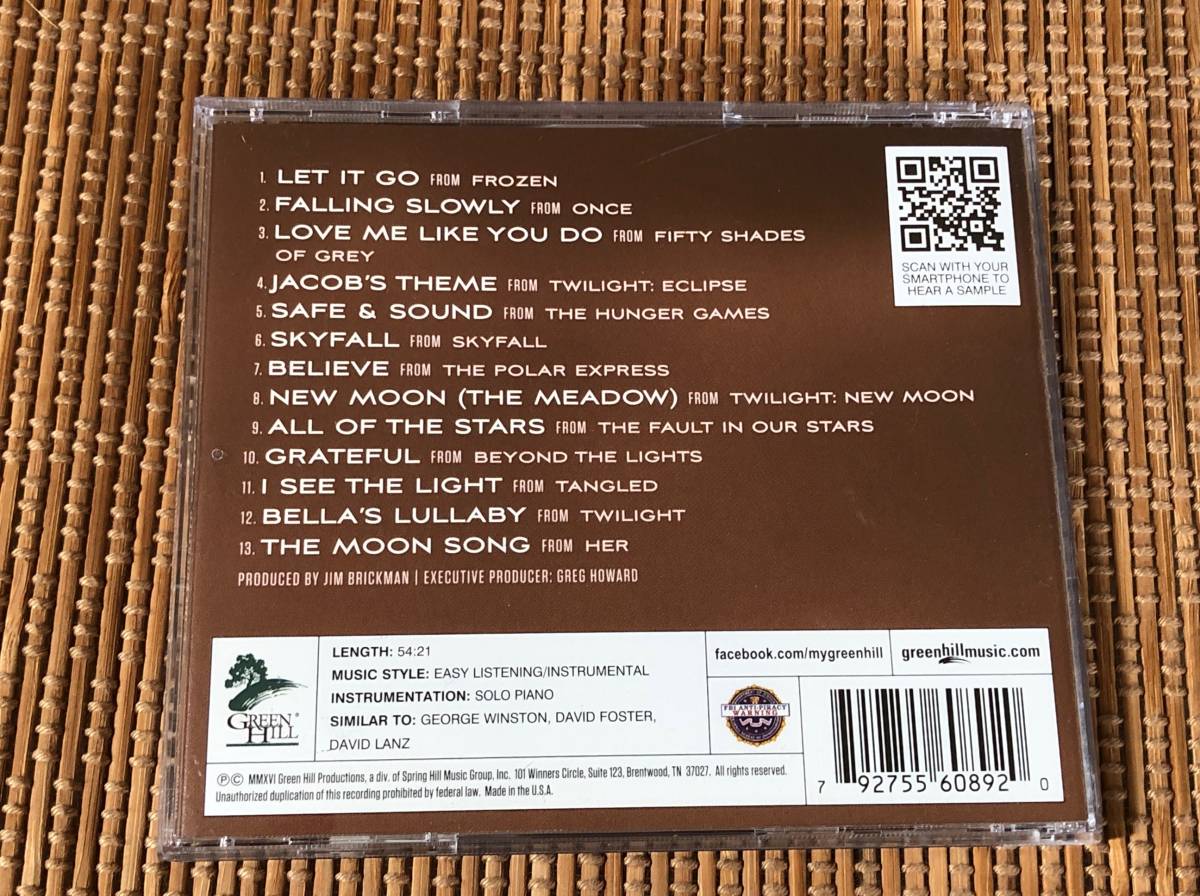 1. LET IT GO FROM FROZEN
2. FALLING SLOWLY FROM ONCE
3. LOVE ME LIKE YOU DO FROM FIFTY SHADES
OF GREY
4. JACOB'S THEME FROM TWILIGHT: ECLIPSE
5. SAFE & SOUND FROM THE HUNGER GAMES
6. SKYFALL FROM SKYFALL
7. BELIEVE FROM THE POLAR EXPRESS
8. NEW MOON (THE MEADOW) FROM TWILIGHT: NEW MOON
9. ALL OF THE STARS FROM THE FAULT IN OUR STARS
10. GRATEFUL FROM BEYOND THE LIGHTS
11. I SEE THE LIGHT FROM TANGLED
12. BELLA'S LULLABY FROM TWILIGHT
13. THE MOON SONG FROM HER
PRODUCED BY JIM BRICKMAN | EXECUTIVE PRODUCER: GREG HOWARD
SCAN WITH YOUR
SMARTPHONE TO
HEAR A SAMPLE
GREEN®
HILL
LENGTH: 54:21
MUSIC STYLE: EASY LISTENING/INSTRUMENTAL
INSTRUMENTATION: SOLO PIANO
SIMILAR TO: GEORGE WINSTON, DAVID FOSTER,
DAVID LANZ
facebook.com/mygreenhill
greenhillmusic.com
FBI ANTI-PIRACY
WARNING
℗© MMXVI Green Hill Productions, a div. of Spring Hill Music Group, Inc. 101 Winners Circle, Suite 123, Brentwood, TN 37027. All rights reserved.
Unauthorized duplication of this recording prohibited by federal law. Made in the U.S.A.
7 92755 60892 0